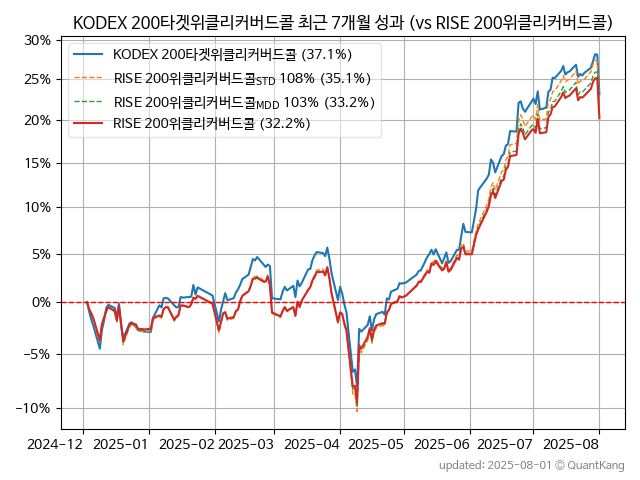 KODEX 200타겟위클리커버드콜 최근 7개월 성과 (vs RISE 200위클리커버드콜)
KODEX 200타겟위클리커버드콜 (37.1%)
RISE 200위클리커버드콜STD 108% (35.1%)
RISE 200위클리커버드콜MDD 103% (33.2%)
RISE 200위클리커버드콜 (32.2%)
30%
25%
20%
15%
10%
5%
0%
−5%
−10%
2024-12 2025-01 2025-02 2025-03 2025-04 2025-05 2025-06 2025-07 2025-08
updated: 2025-08-01 © QuantKang